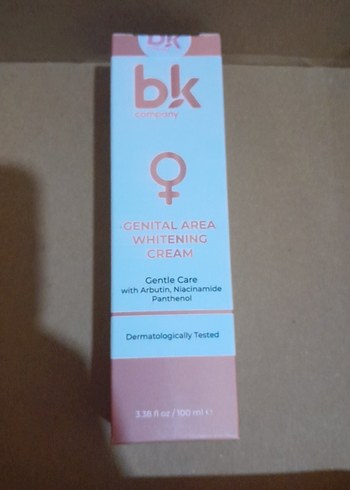 bk
bk
company
GENITAL AREA
WHITENING
CREAM
Gentle Care
with Arbutin, Niacinamide
Panthenol
Dermatologically Tested
3.38 fl oz / 100 ml ℮